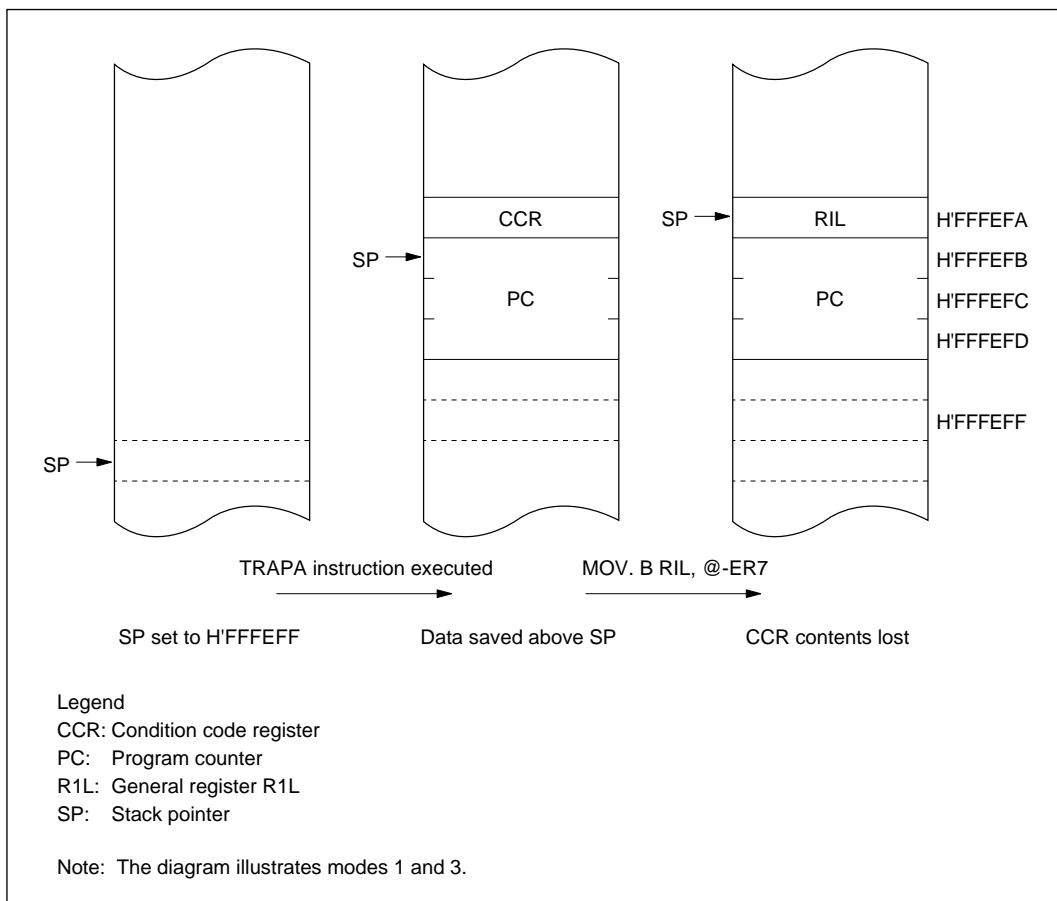 CCR
SP
RIL
H'FFFEFA
SP
H'FFFEFB
PC
PC
H'FFFEFC
H'FFFEFD
H'FFFEFF
SP
TRAPA instruction executed
MOV. B RIL, @-ER7
SP set to H'FFFEFF
Data saved above SP
CCR contents lost
Legend
CCR: Condition code register
PC: Program counter
R1L: General register R1L
SP: Stack pointer
Note: The diagram illustrates modes 1 and 3.